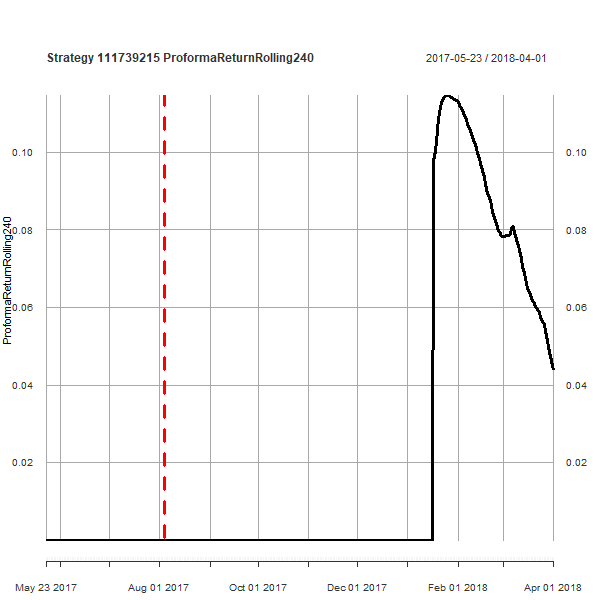 Strategy 111739215 ProformaReturnRolling240
2017-05-23 / 2018-04-01
0.10 0.10
0.08 0.08
ProformaReturnRolling240
0.06 0.06
0.04 0.04
0.02 0.02
May 23 2017 Aug 01 2017 Oct 01 2017 Dec 01 2017 Feb 01 2018 Apr 01 2018